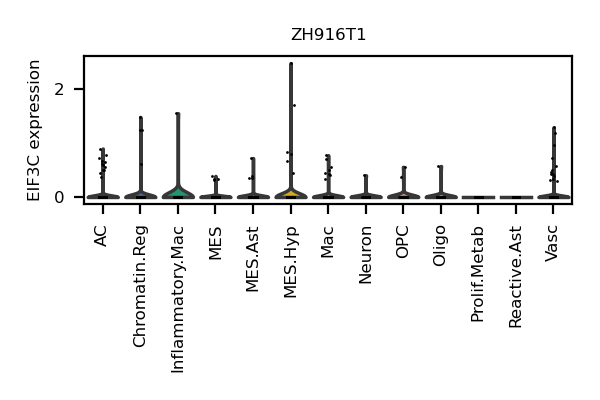 ZH916T1
EIF3C expression
2
0
AC
Chromatin.Reg
Inflammatory.Mac
MES
MES.Ast
MES.Hyp
Mac
Neuron
OPC
Oligo
Prolif.Metab
Reactive.Ast
Vasc